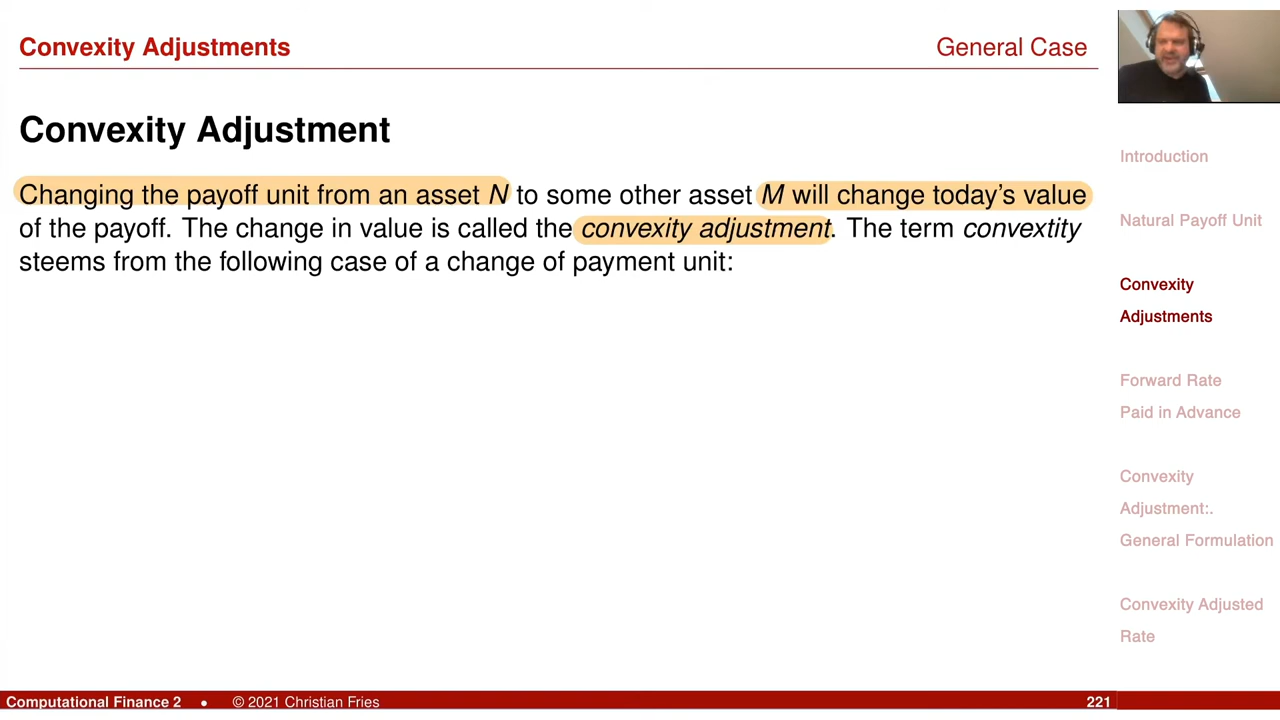 Convexity Adjustments
General Case
Convexity Adjustment
Changing the payoff unit from an asset N to some other asset M will change today's value
of the payoff. The change in value is called the convexity adjustment. The term convextity
steems from the following case of a change of payment unit:
Introduction
Natural Payoff Unit
Convexity
Adjustments
Forward Rate
Paid in Advance
Convexity
Adjustment:.
General Formulation
Convexity Adjusted
Rate
Computational Finance 2 • © 2021 Christian Fries
221